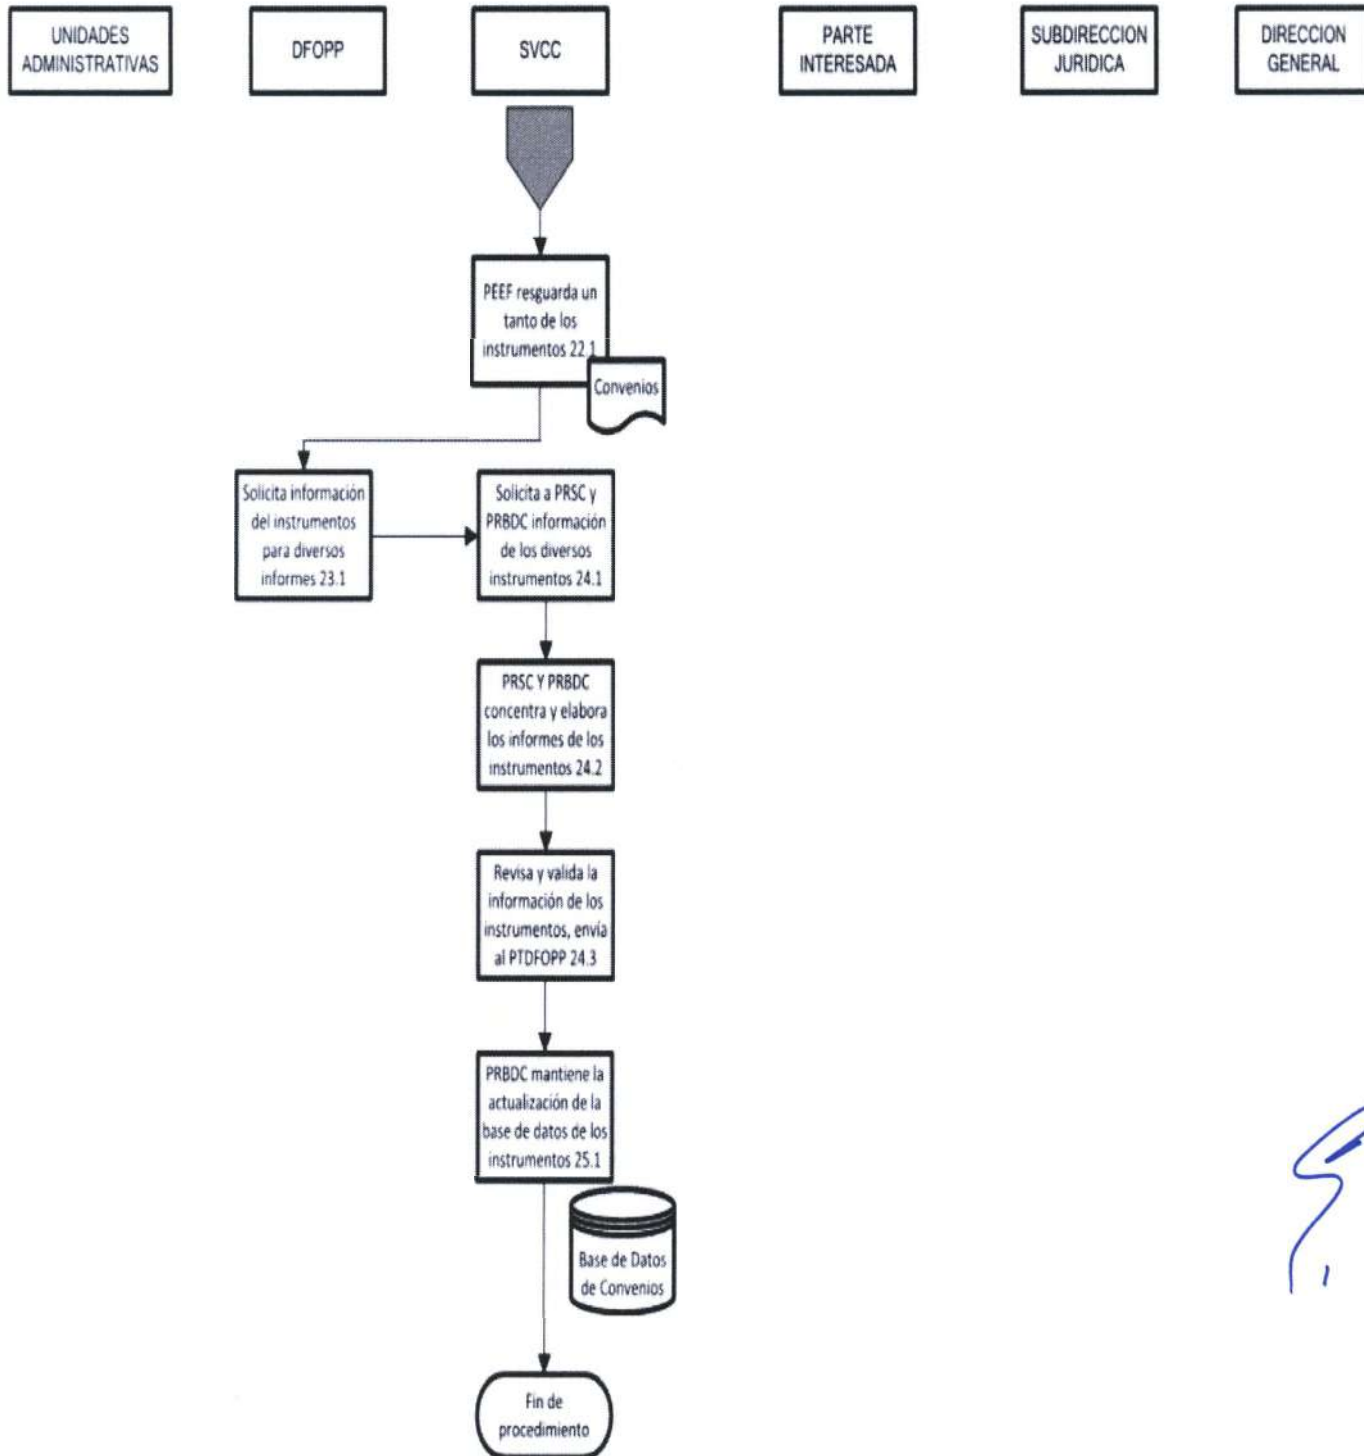 UNIDADES
ADMINISTRATIVAS
DFOPP
SVCC
PARTE
INTERESADA
SUBDIRECCION
JURIDICA
DIRECCION
GENERAL
PEEF resguarda un
tanto de los
instrumentos 22.1
Convenios
Solicita información
del instrumentos
para diversos
informes 23.1
Solicita a PRSC y
PRBDC información
de los diversos
instrumentos 24.1
PRSC Y PRBDC
concentra y elabora
los informes de los
instrumentos 24.2
Revisa y valida la
información de los
instrumentos, envía
al PTDFOPP 24.3
PRBDC mantiene la
actualización de la
base de datos de los
instrumentos 25.1
Base de Datos
de Convenios
Fin de
procedimiento